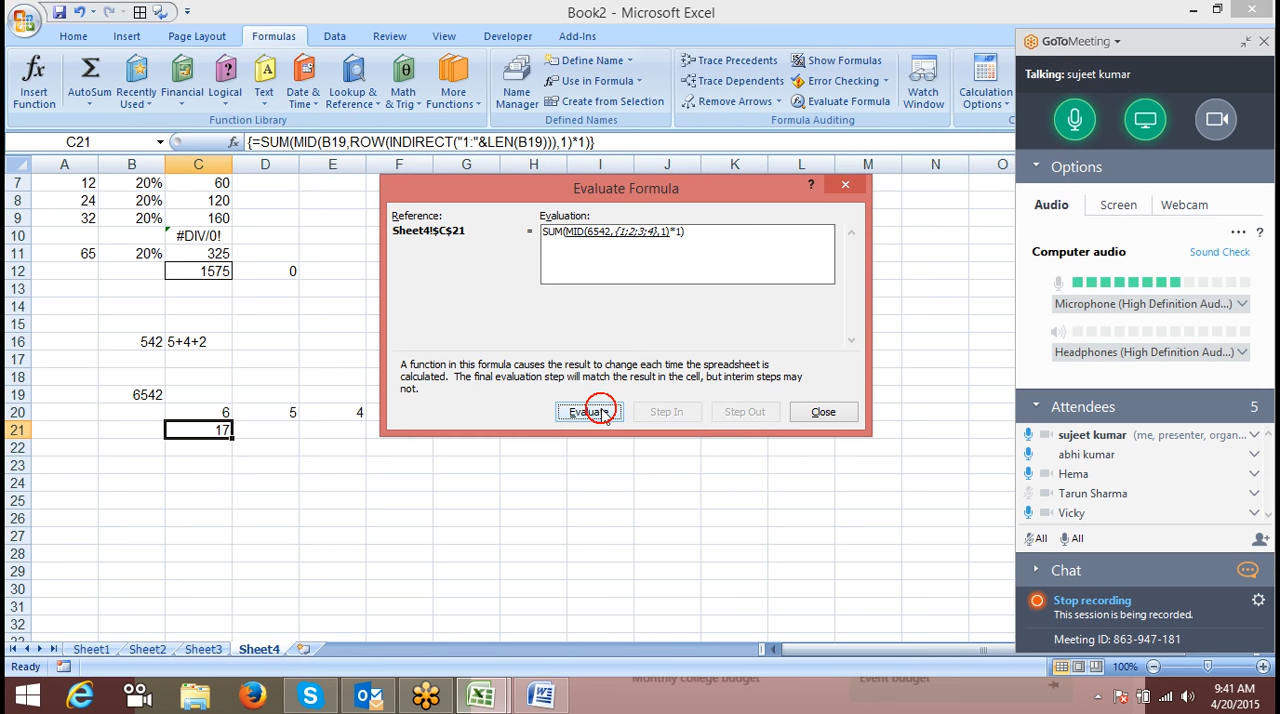 Book2 - Microsoft Excel
Home Insert Page Layout Formulas Data Review View Developer Add-Ins
Insert Function
AutoSum
Recently Used
Financial
Logical
Text
Date & Time
Lookup & Reference
Math & Trig
More Functions
Function Library
Name Manager
Define Name
Use in Formula
Create from Selection
Defined Names
Trace Precedents
Trace Dependents
Remove Arrows
Show Formulas
Error Checking
Evaluate Formula
Formula Auditing
Watch Window
Calculation Options
C21 fx {=SUM(MID(B19,ROW(INDIRECT("1:"&LEN(B19))),1)*1)}
A B C D E F G H I J K L M N O
7 12 20% 60
8 24 20% 120
9 32 20% 160
10 #DIV/0!
11 65 20% 325
12 1575 0
13
14
15
16 542 5+4+2
17
18
19 6542
20 6 5 4
21 17
22
23
24
25
26
27
28
29
30
31
32
Evaluate Formula
?
Reference: Evaluation:
Sheet4!$C$21 = SUM(MID(6542,{1;2;3;4},1)*1)
A function in this formula causes the result to change each time the spreadsheet is
calculated. The final evaluation step will match the result in the cell, but interim steps may
not.
Evaluate Step In Step Out Close
Sheet1 Sheet2 Sheet3 Sheet4
Ready 100%
GoToMeeting
Talking: sujeet kumar
Options
Audio Screen Webcam
... ?
Computer audio Sound Check
Microphone (High Definition Aud...)
Headphones (High Definition Aud...)
Attendees 5
sujeet kumar (me, presenter, organ...
abhi kumar
Hema
Tarun Sharma
Vicky
All All
Chat
Stop recording
This session is being recorded.
Meeting ID: 863-947-181
Monthly college budget Event budget
9:41 AM
4/20/2015